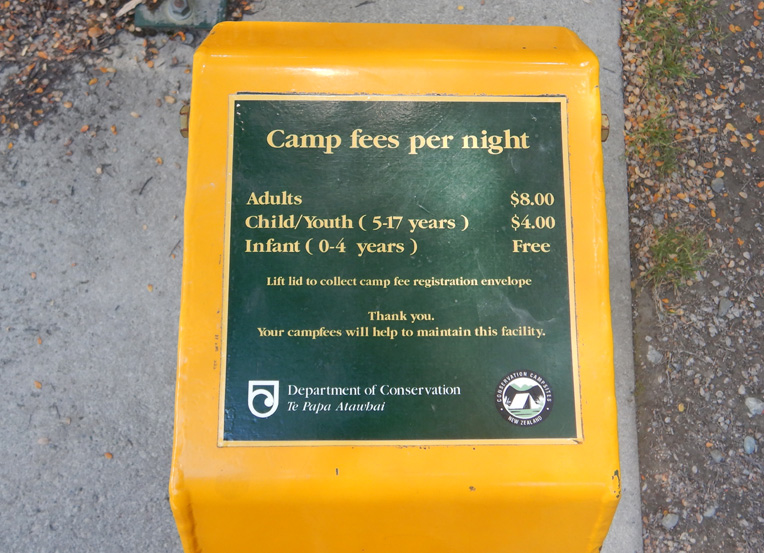 Camp fees per night
Adults $8.00
Child/Youth ( 5-17 years ) $4.00
Infant ( 0-4 years ) Free
Lift lid to collect camp fee registration envelope
Thank you.
Your campfees will help to maintain this facility.
Department of Conservation
Te Papa Atawbai
CONSERVATION CAMPSITES
NEW ZEALAND